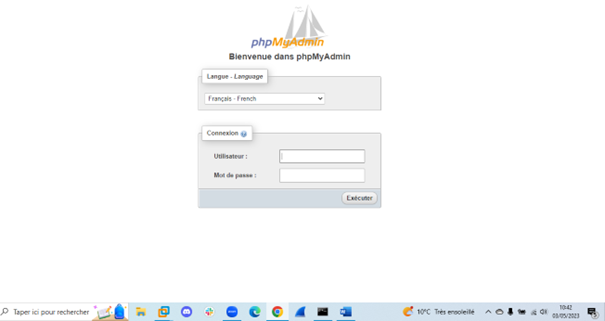 phpMyAdmin
Bienvenue dans phpMyAdmin
Langue - Language
Français - French
Connexion
Utilisateur :
Mot de passe :
Exécuter
Taper ici pour rechercher
10°C Très ensoleillé
10:42
03/05/2023